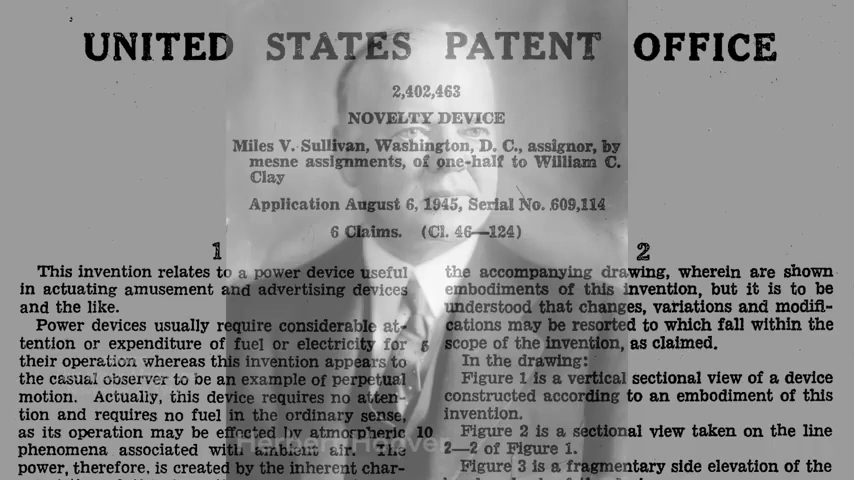 UNITED STATES PATENT OFFICE
2,402,463
NOVELTY DEVICE
Miles V. Sullivan, Washington, D. C., assignor, by
mesne assignments, of one-half to William C.
Clay
Application August 6, 1945, Serial No. 609,114
6 Claims. (Cl. 46—124)
1
This invention relates to a power device useful
in actuating amusement and advertising devices
and the like.
Power devices usually require considerable at-
tention or expenditure of fuel or electricity for
their operation whereas this invention appears to
the casual observer to be an example of perpetual
motion. Actually, this device requires no atten-
tion and requires no fuel in the ordinary sense,
as its operation may be effected by atmospheric
phenomena associated with ambient air. The
power, therefore, is created by the inherent char-
5
10
2
the accompanying drawing, wherein are shown
embodiments of this invention, but it is to be
understood that changes, variations and modifi-
cations may be resorted to which fall within the
scope of the invention, as claimed.
In the drawing:
Figure 1 is a vertical sectional view of a device
constructed according to an embodiment of this
invention.
Figure 2 is a sectional view taken on the line
2—2 of Figure 1.
Figure 3 is a fragmentary side elevation of the
Herbert Hoover